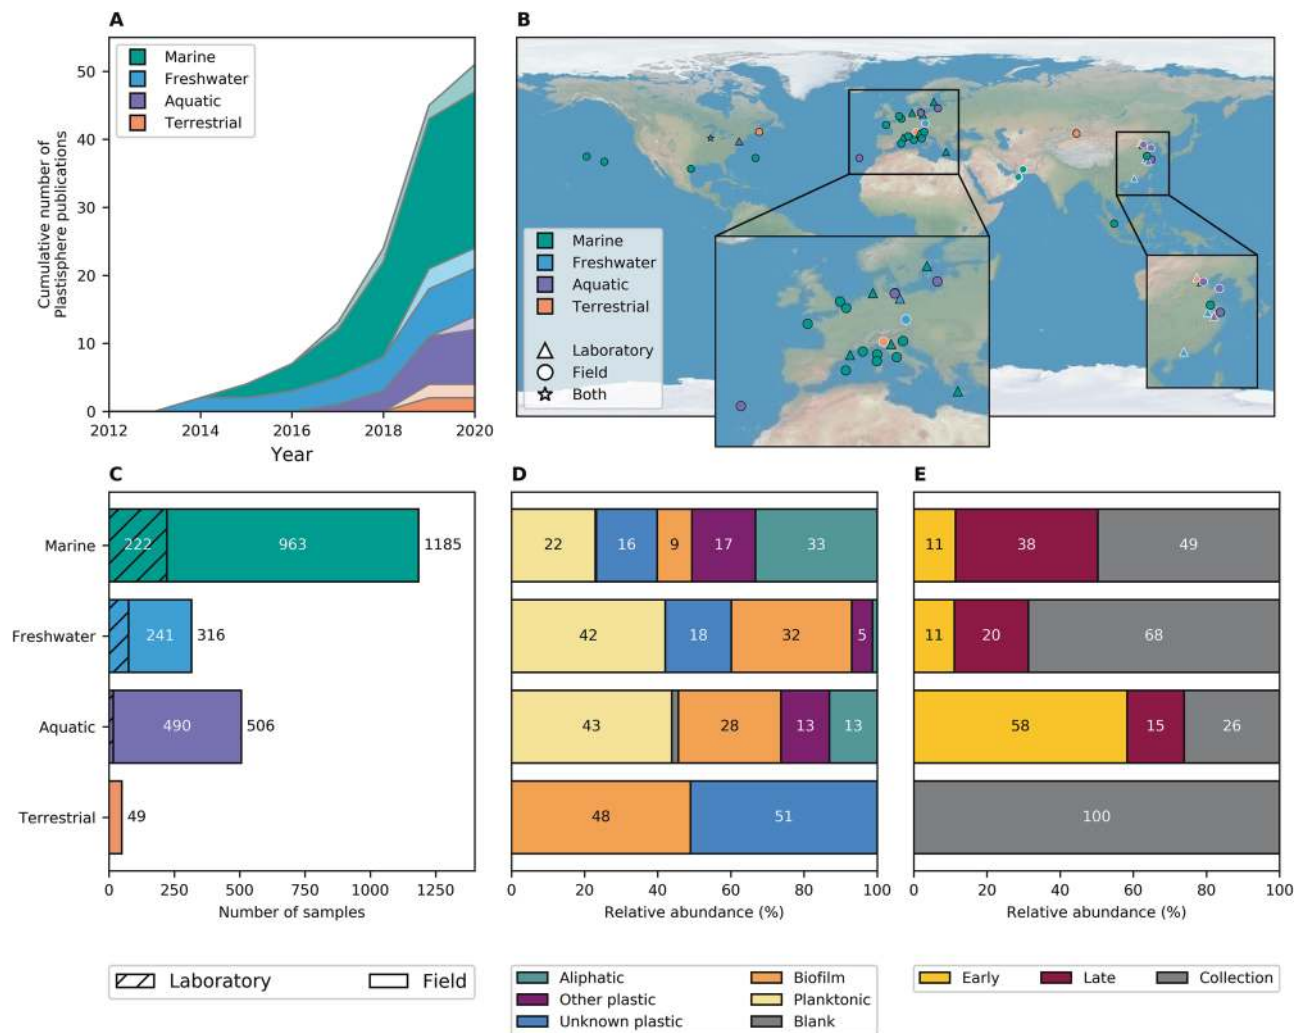 A
Marine
Freshwater
Aquatic
Terrestrial
Cumulative number of
Plastisphere publications
50
40
30
20
10
0
2012 2014 2016 2018 2020
Year
B
Marine
Freshwater
Aquatic
Terrestrial
Laboratory
Field
Both
C
Marine 222 963 1185
Freshwater 241 316
Aquatic 490 506
Terrestrial 49
0 250 500 750 1000 1250
Number of samples
Laboratory Field
D
22 16 9 17 33
42 18 32 5
43 28 13 13
48 51
0 20 40 60 80 100
Relative abundance (%)
Aliphatic Biofilm
Other plastic Planktonic
Unknown plastic Blank
E
11 38 49
11 20 68
58 15 26
100
0 20 40 60 80 100
Relative abundance (%)
Early Late Collection